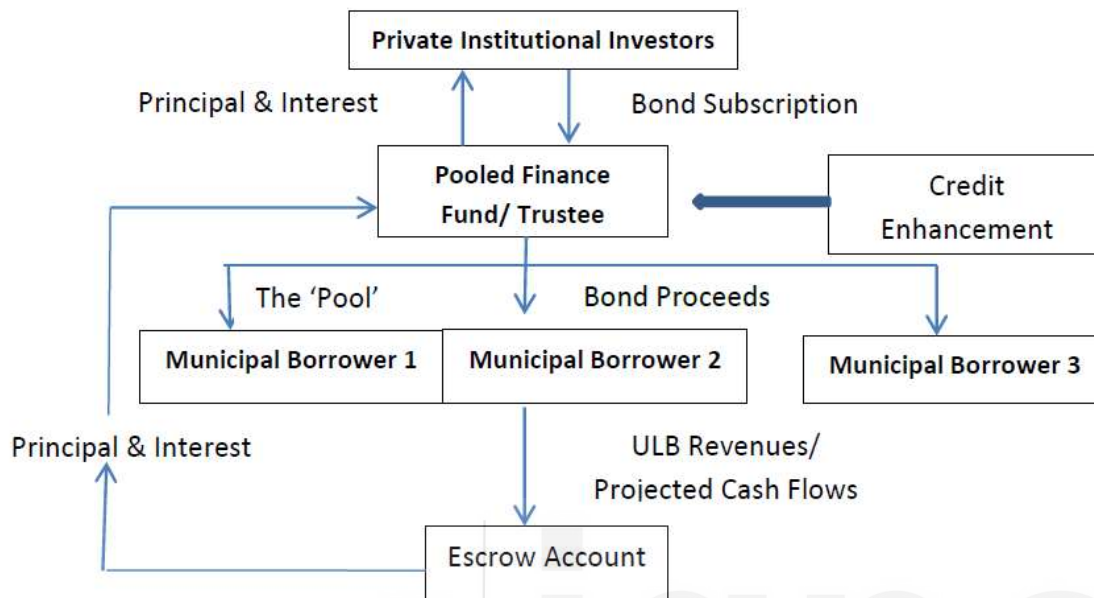 Private Institutional Investors
Principal & Interest
Bond Subscription
Pooled Finance
Fund/ Trustee
Credit
Enhancement
The ‘Pool’
Bond Proceeds
Municipal Borrower 1
Municipal Borrower 2
Municipal Borrower 3
Principal & Interest
ULB Revenues/
Projected Cash Flows
Escrow Account